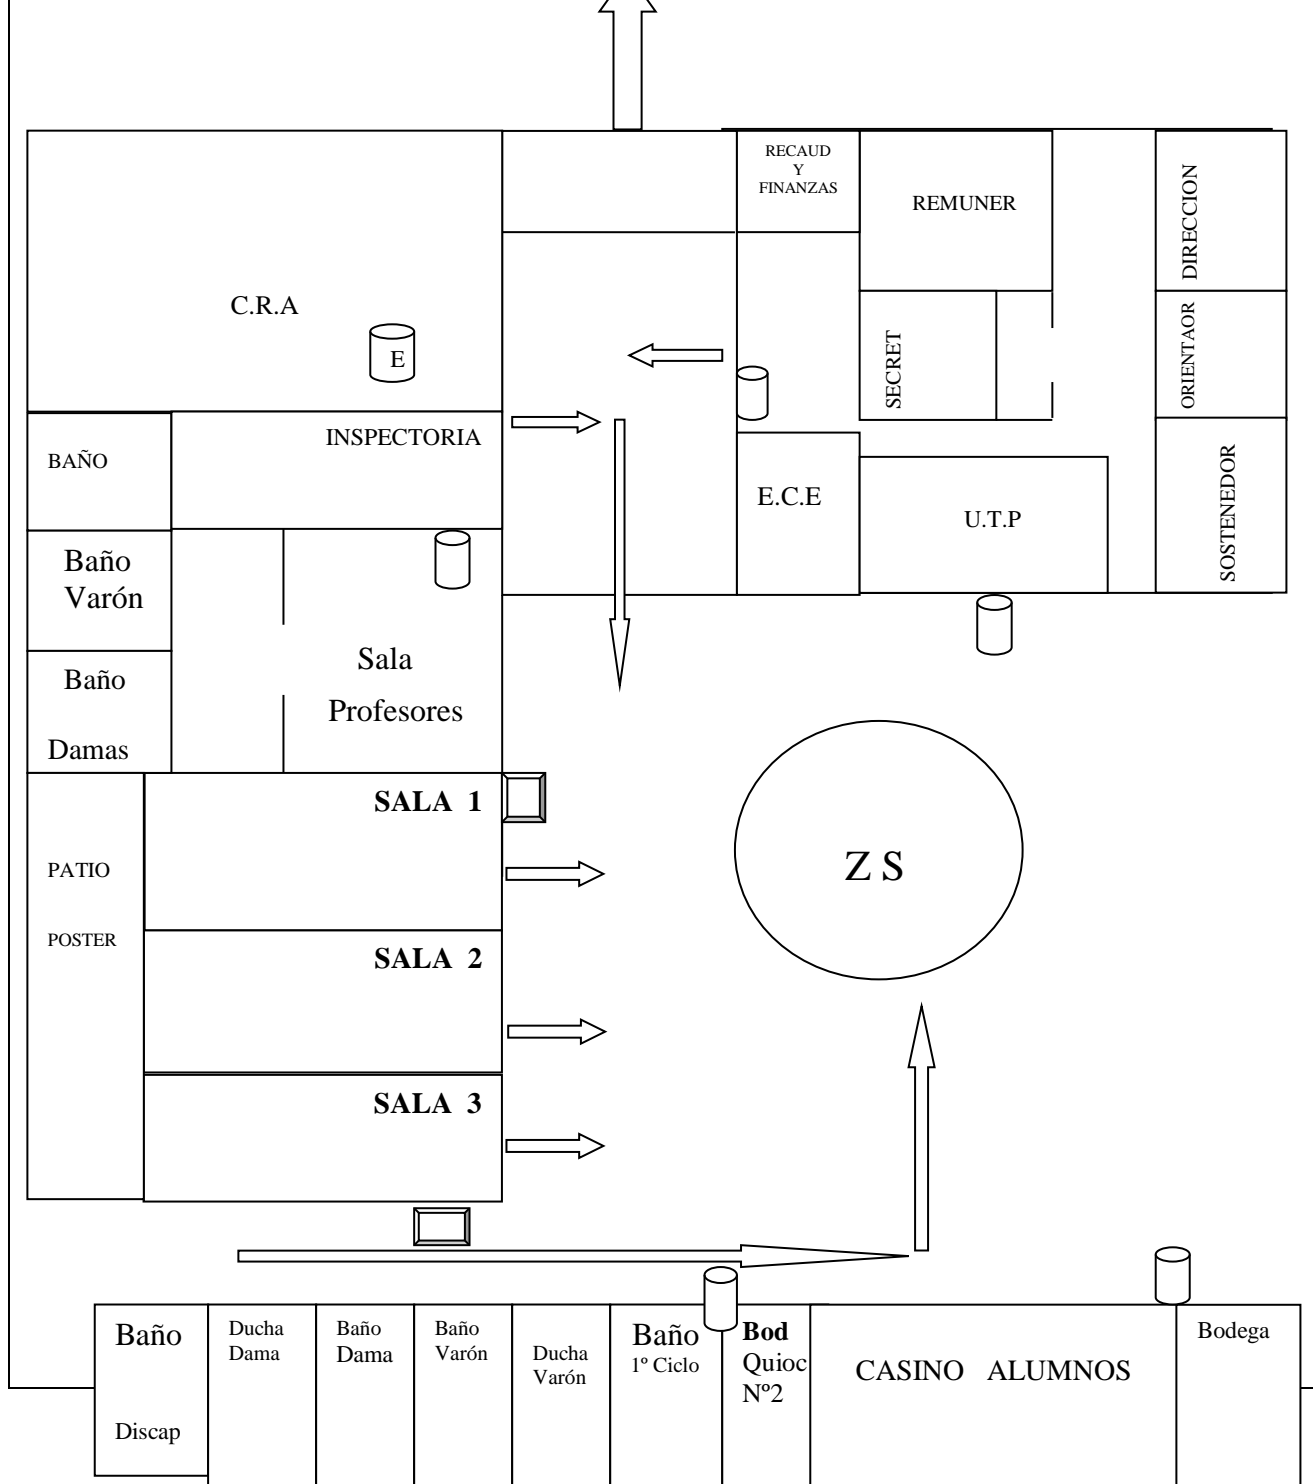 RECAUD
Y
FINANZAS
REMUNER
DIRECCION
C.R.A
E
SECRET
ORIENTAOR
INSPECTORIA
BAÑO
E.C.E
U.T.P
SOSTENEDOR
Baño
Varón
Sala
Profesores
Baño
Damas
SALA 1
PATIO
POSTER
Z S
SALA 2
SALA 3
Baño
Discap
Ducha
Dama
Baño
Dama
Baño
Varón
Ducha
Varón
Baño
1º Ciclo
Bod
Quioc
Nº2
CASINO ALUMNOS
Bodega